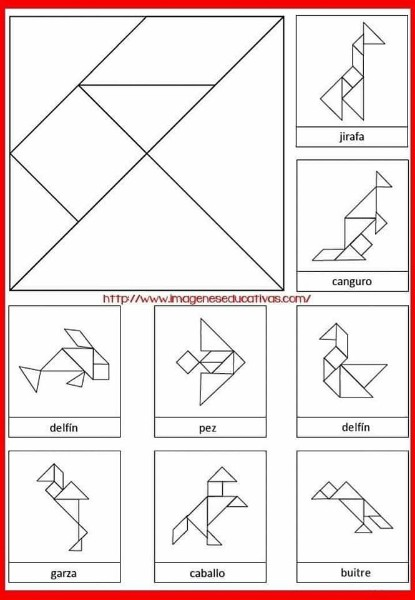 jirafa
canguro
http://www.imageneseducativas.com/
delfín
pez
delfín
garza
caballo
buitre